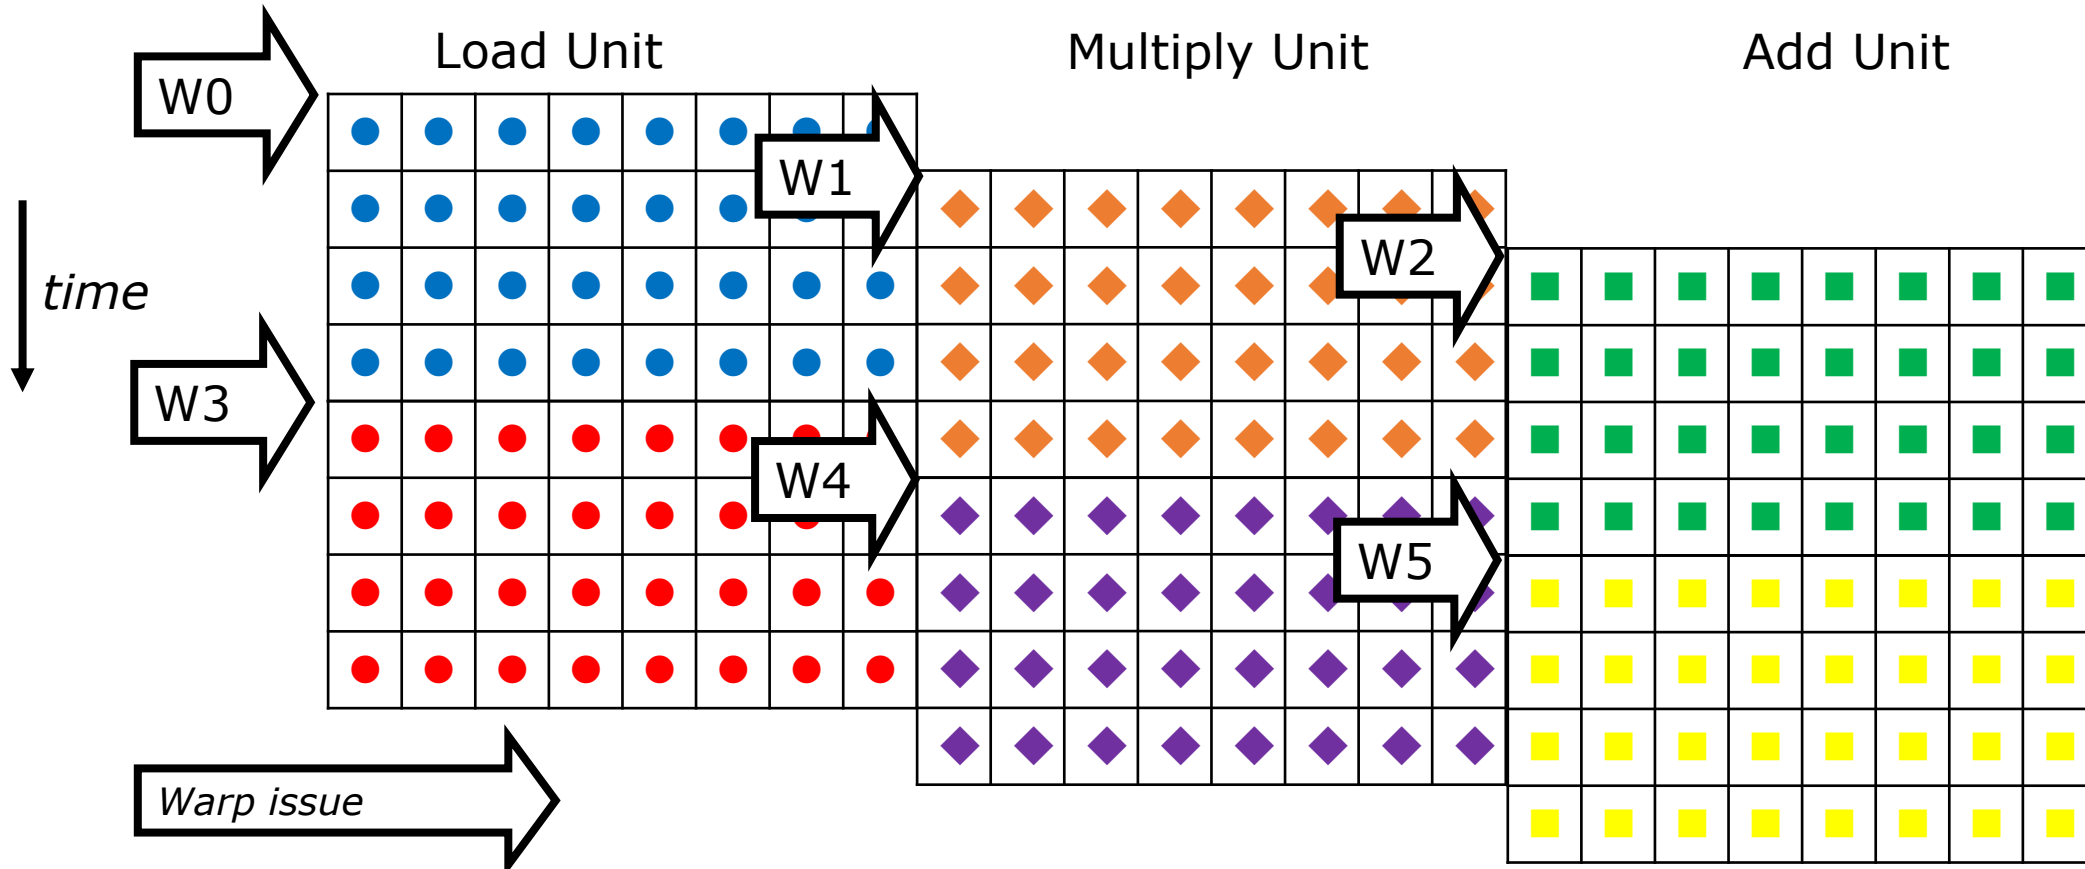 Load Unit
Multiply Unit
Add Unit
W0
W1
W2
time
W3
W4
W5
Warp issue